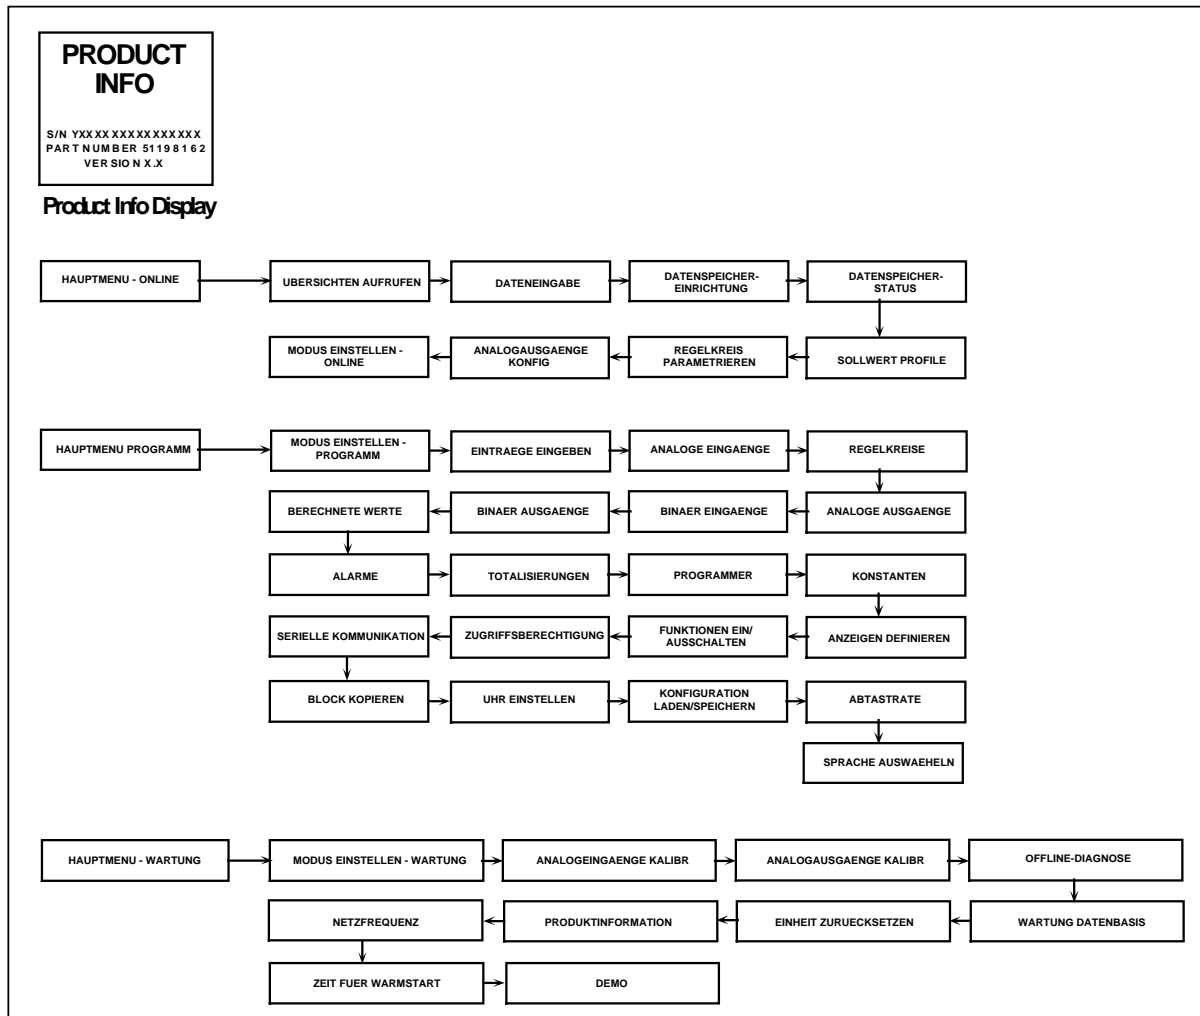 PRODUCT
INFO
S/N YXXXXXXXXXXXXXXXX
PART NUMBER 51198162
VERSION X.X
Product Info Display
HAUPTMENU - ONLINE
UBERSICHTEN AUFRUFEN
DATENEINGABE
DATENSPEICHER-
EINRICHTUNG
DATENSPEICHER-
STATUS
MODUS EINSTELLEN -
ONLINE
ANALOGAUSGAENGE
KONFIG
REGELKREIS
PARAMETRIEREN
SOLLWERT PROFILE
HAUPTMENU PROGRAMM
MODUS EINSTELLEN -
PROGRAMM
EINTRAEGE EINGEBEN
ANALOGE EINGAENGE
REGELKREISE
BERECHNETE WERTE
BINAER AUSGAENGE
BINAER EINGAENGE
ANALOGE AUSGAENGE
ALARME
TOTALISIERUNGEN
PROGRAMMER
KONSTANTEN
SERIELLE KOMMUNIKATION
ZUGRIFFSBERECHTIGUNG
FUNKTIONEN EIN/
AUSSCHALTEN
ANZEIGEN DEFINIEREN
BLOCK KOPIEREN
UHR EINSTELLEN
KONFIGURATION
LADEN/SPEICHERN
ABTASTRATE
SPRACHE AUSWAEHELN
HAUPTMENU - WARTUNG
MODUS EINSTELLEN - WARTUNG
ANALOGEINGAENGE KALIBR
ANALOGAUSGAENGE KALIBR
OFFLINE-DIAGNOSE
NETZFREQUENZ
PRODUKTINFORMATION
EINHEIT ZURUECKSETZEN
WARTUNG DATENBASIS
ZEIT FUER WARMSTART
DEMO